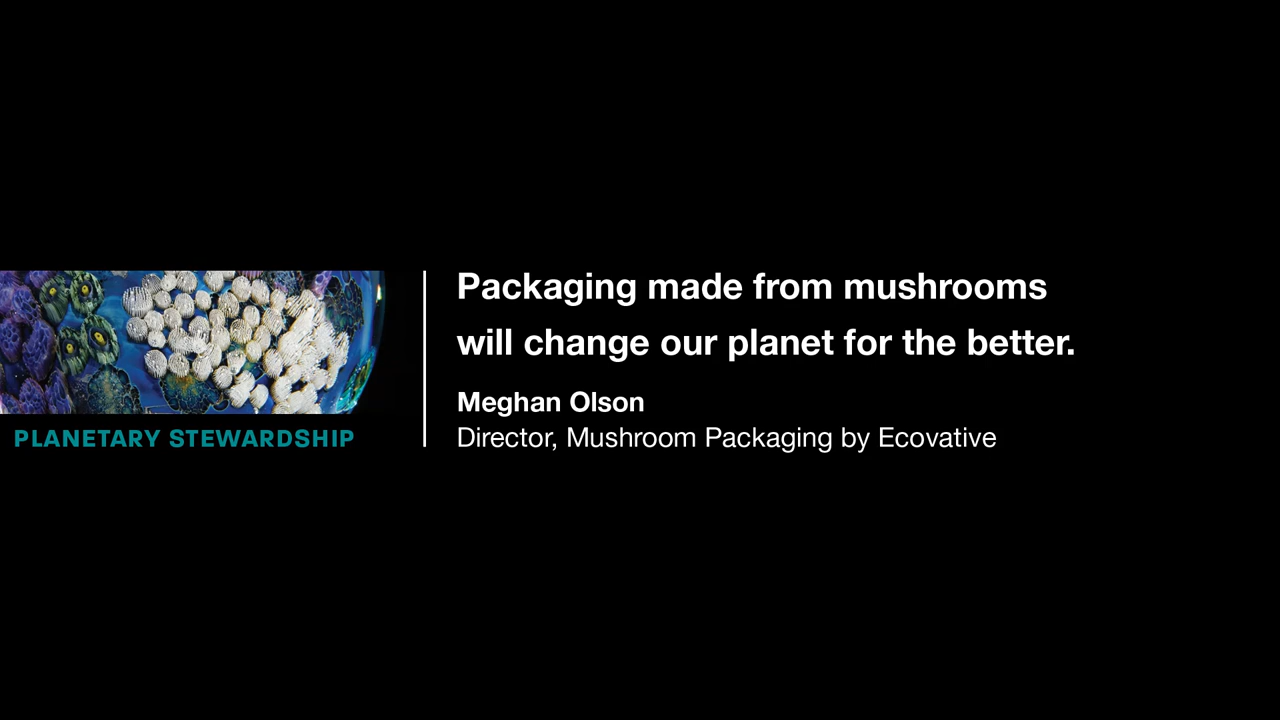 Packaging made from mushrooms
will change our planet for the better.
Meghan Olson
Director, Mushroom Packaging by Ecovative
PLANETARY STEWARDSHIP